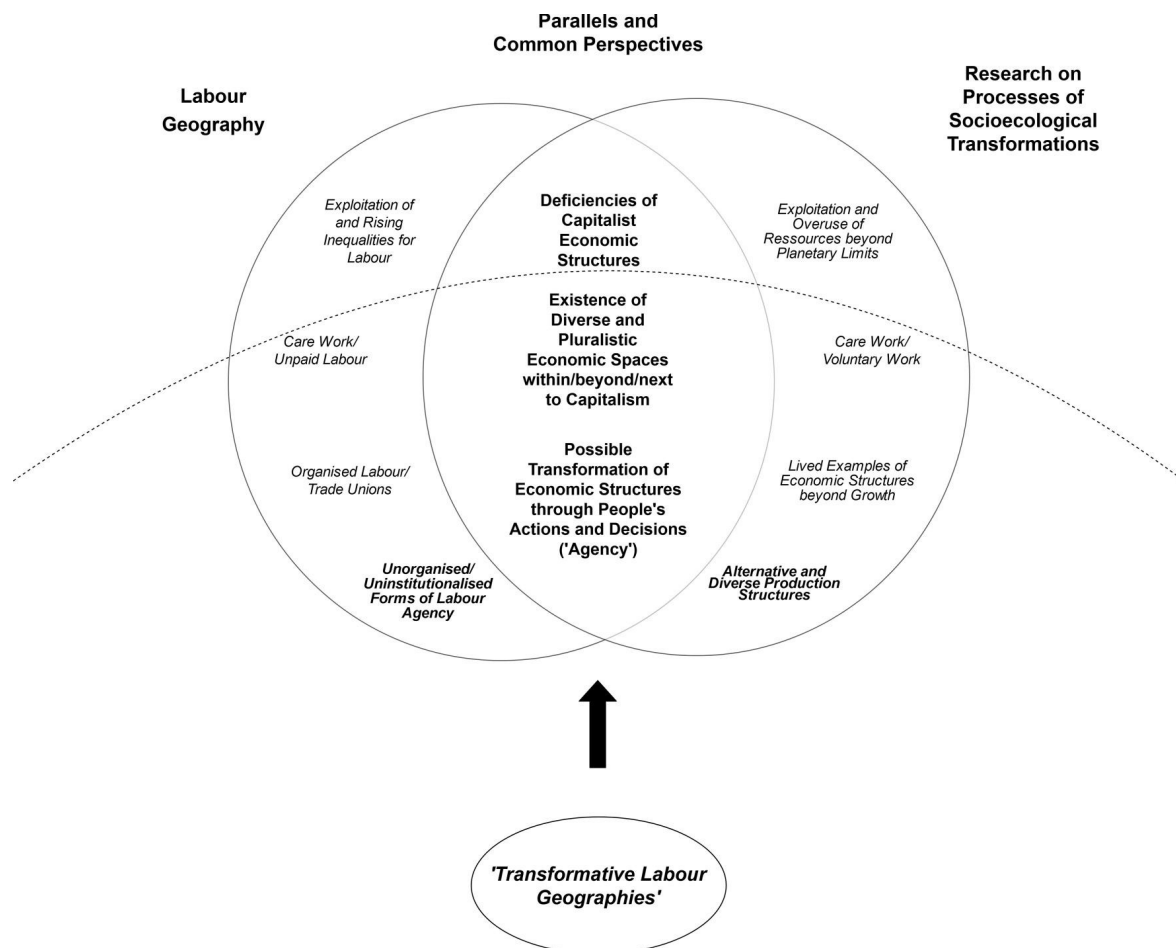 Parallels and
Common Perspectives
Labour
Geography
Research on
Processes of
Socioecological
Transformations
Exploitation of
and Rising
Inequalities for
Labour
Deficiencies of
Capitalist
Economic
Structures
Exploitation and
Overuse of
Ressources beyond
Planetary Limits
Care Work/
Unpaid Labour
Existence of
Diverse and
Pluralistic
Economic Spaces
within/beyond/next
to Capitalism
Care Work/
Voluntary Work
Organised Labour/
Trade Unions
Possible
Transformation of
Economic Structures
through People's
Actions and Decisions
('Agency')
Lived Examples of
Economic Structures
beyond Growth
Unorganised/
Uninstitutionalised
Forms of Labour
Agency
Alternative and
Diverse Production
Structures
'Transformative Labour
Geographies'